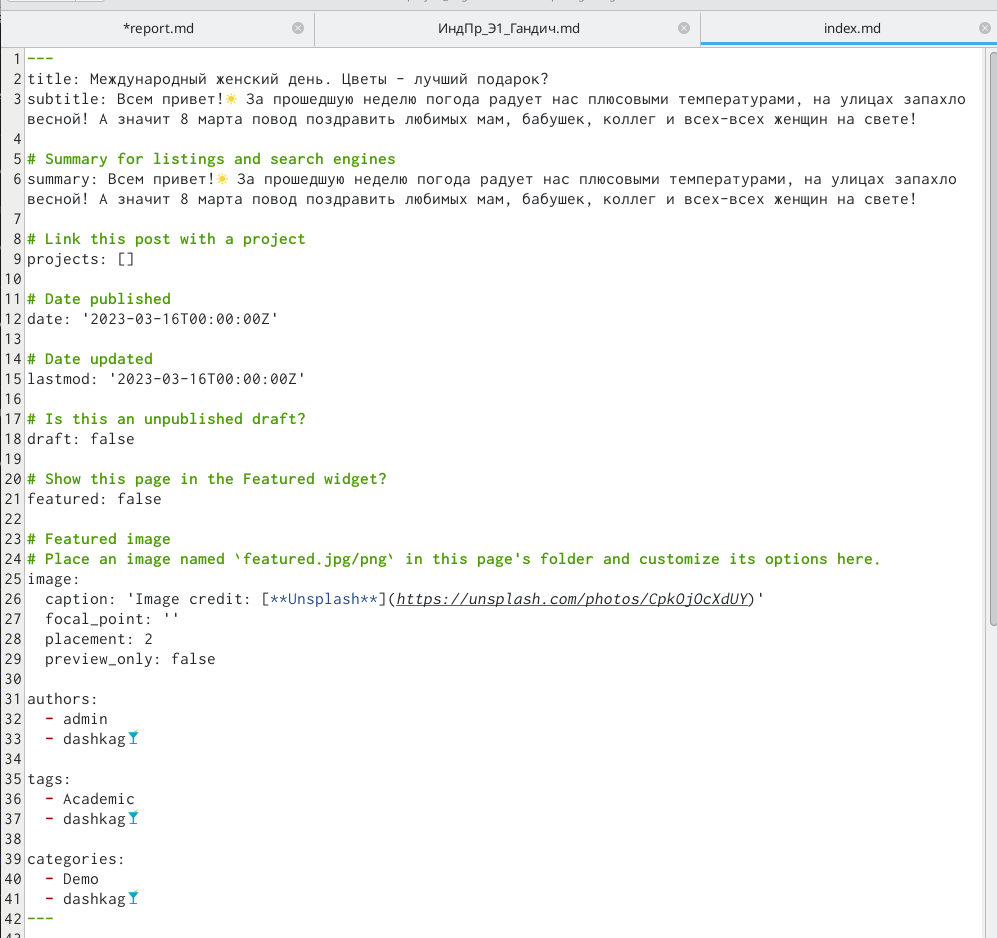 *report.md
ИндПр_Э1_Гандич.md
index.md
1 ---
2 title: Международный женский день. Цветы - лучший подарок?
3 subtitle: Всем привет!☀ За прошедшую неделю погода радует нас плюсовыми температурами, на улицах запахло
весной! А значит 8 марта повод поздравить любимых мам, бабушек, коллег и всех-всех женщин на свете!
4
5 # Summary for listings and search engines
6 summary: Всем привет!☀ За прошедшую неделю погода радует нас плюсовыми температурами, на улицах запахло
весной! А значит 8 марта повод поздравить любимых мам, бабушек, коллег и всех-всех женщин на свете!
7
8 # Link this post with a project
9 projects: []
10
11 # Date published
12 date: '2023-03-16T00:00:00Z'
13
14 # Date updated
15 lastmod: '2023-03-16T00:00:00Z'
16
17 # Is this an unpublished draft?
18 draft: false
19
20 # Show this page in the Featured widget?
21 featured: false
22
23 # Featured image
24 # Place an image named `featured.jpg/png` in this page's folder and customize its options here.
25 image:
26   caption: 'Image credit: [**Unsplash**](https://unsplash.com/photos/CpkOjOcXdUY)'
27   focal_point: ''
28   placement: 2
29   preview_only: false
30
31 authors:
32   - admin
33   - dashkag🍸
34
35 tags:
36   - Academic
37   - dashkag🍸
38
39 categories:
40   - Demo
41   - dashkag🍸
42 ---